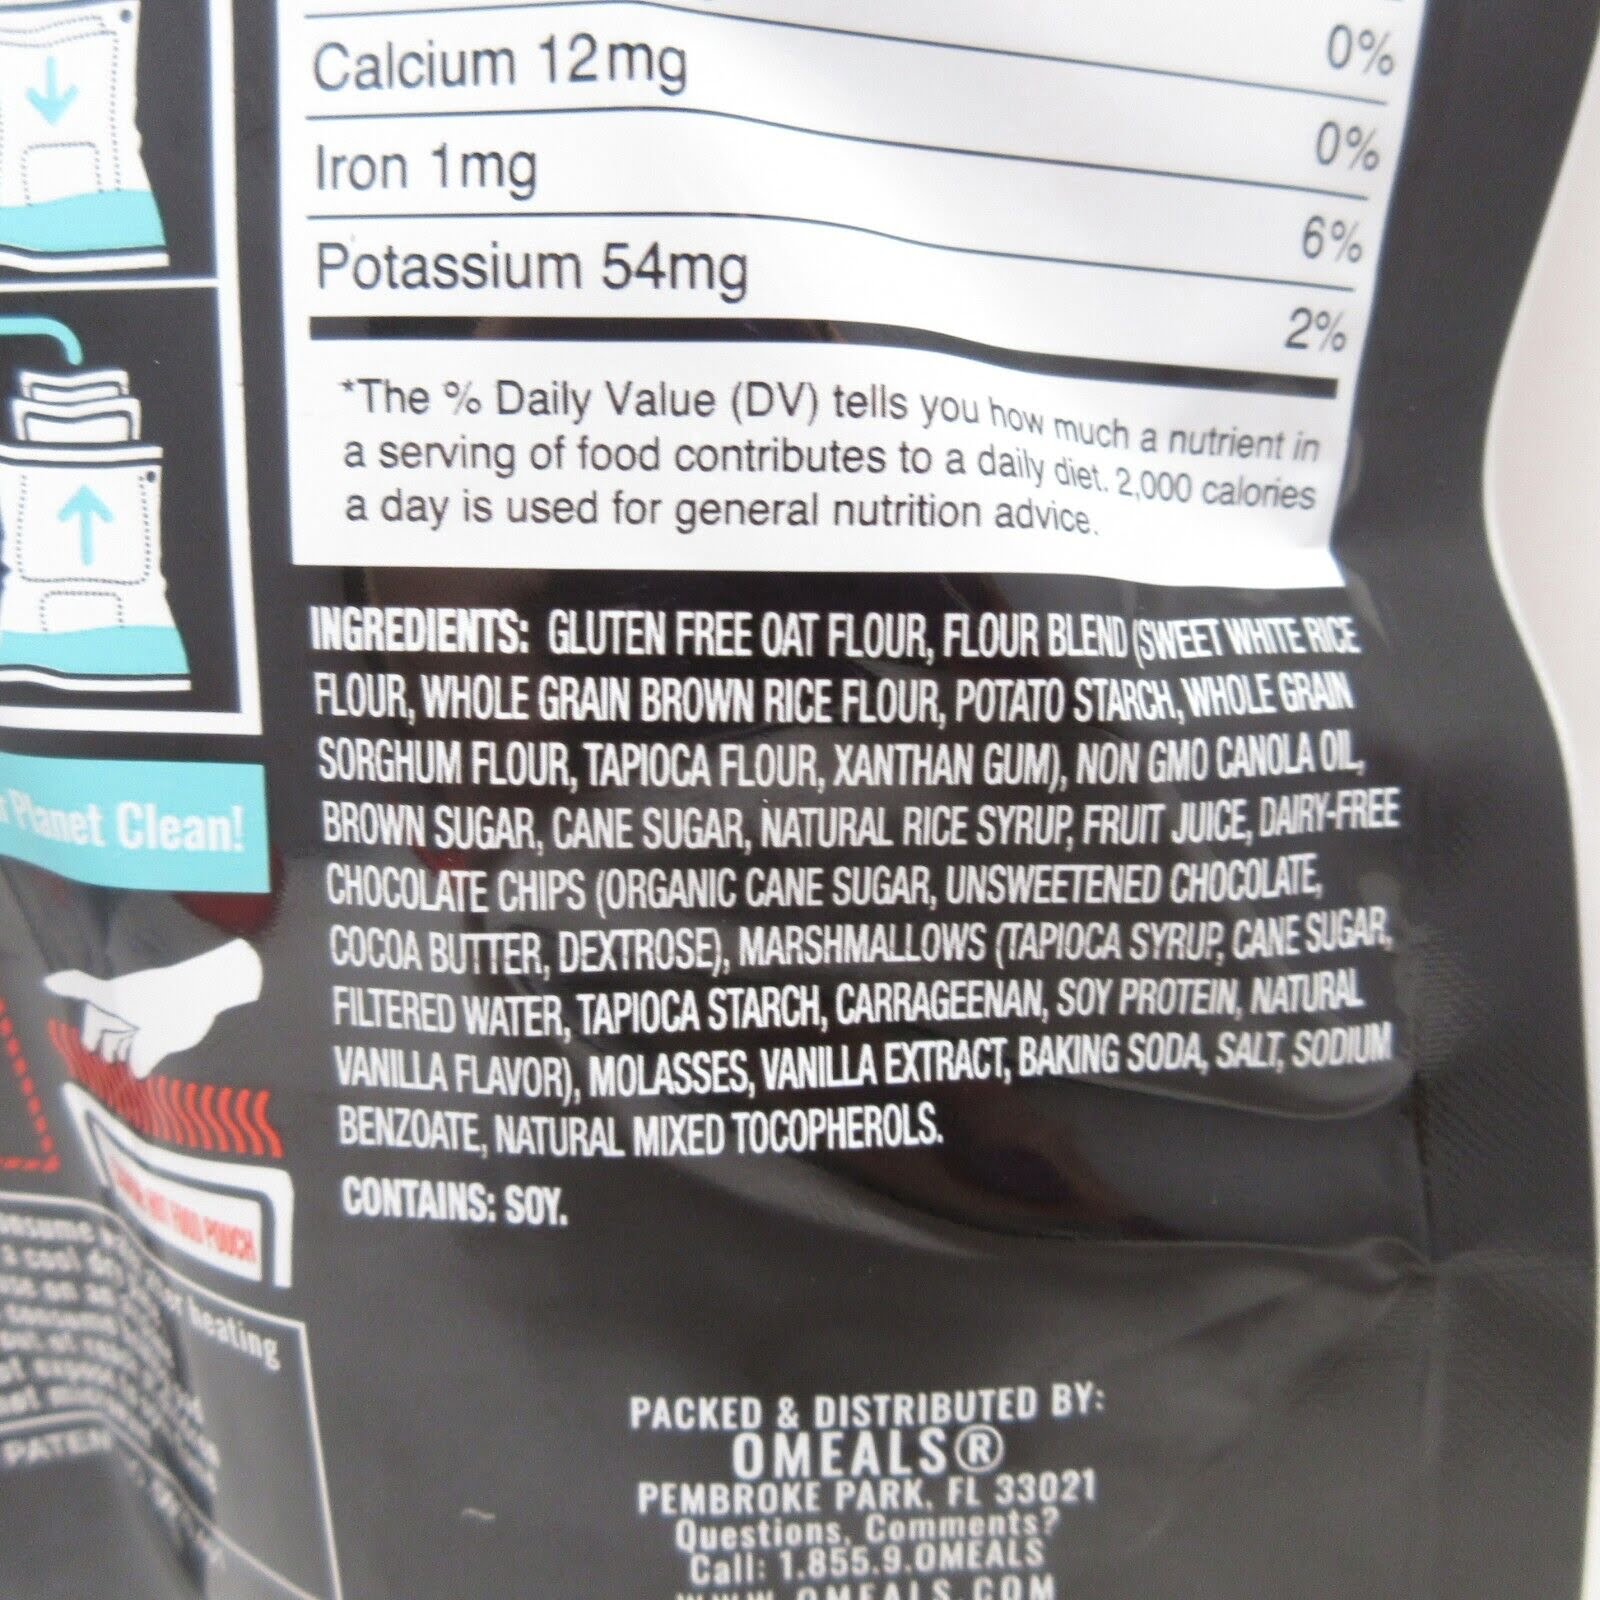 0%
Calcium 12mg
0%
Iron 1mg
6%
Potassium 54mg
2%
*The % Daily Value (DV) tells you how much a nutrient in
a serving of food contributes to a daily diet. 2,000 calories
a day is used for general nutrition advice.
INGREDIENTS: GLUTEN FREE OAT FLOUR, FLOUR BLEND (SWEET WHITE RICE
FLOUR, WHOLE GRAIN BROWN RICE FLOUR, POTATO STARCH, WHOLE GRAIN
SORGHUM FLOUR, TAPIOCA FLOUR, XANTHAN GUM), NON GMO CANOLA OIL,
BROWN SUGAR, CANE SUGAR, NATURAL RICE SYRUP, FRUIT JUICE, DAIRY-FREE
CHOCOLATE CHIPS (ORGANIC CANE SUGAR, UNSWEETENED CHOCOLATE,
COCOA BUTTER, DEXTROSE), MARSHMALLOWS (TAPIOCA SYRUP, CANE SUGAR,
FILTERED WATER, TAPIOCA STARCH, CARRAGEENAN, SOY PROTEIN, NATURAL
VANILLA FLAVOR), MOLASSES, VANILLA EXTRACT, BAKING SODA, SALT, SODIUM
BENZOATE, NATURAL MIXED TOCOPHEROLS.
CONTAINS: SOY.
PACKED & DISTRIBUTED BY:
OMEALS®
PEMBROKE PARK, FL 33021
Questions, Comments?
Call: 1.855.9.OMEALS
WWW.OMEALS.COM
Planet Clean!
POUCH
heating
a cool